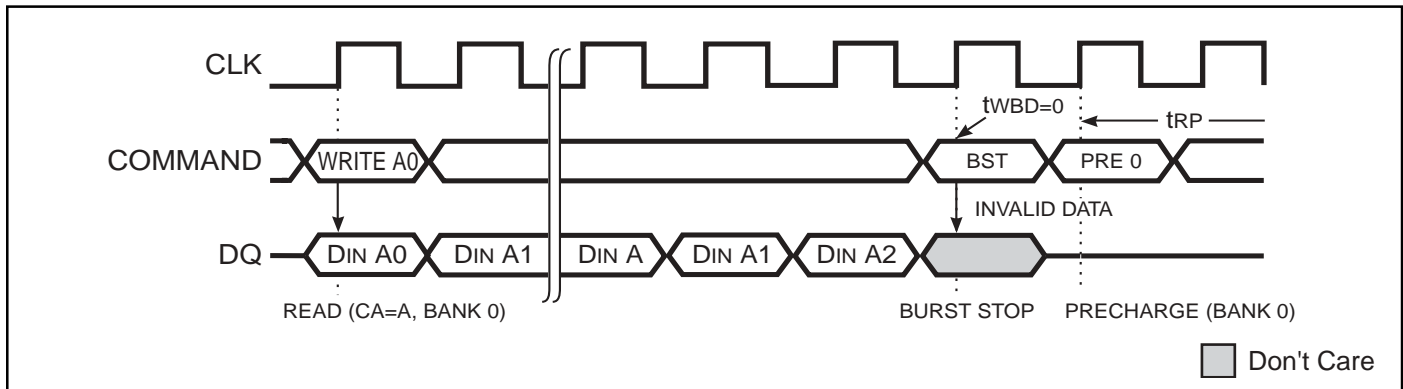 CLK
tWBD=0
tRP
COMMAND WRITE A0 BST PRE 0
INVALID DATA
DQ DIN A0 DIN A1 DIN A DIN A1 DIN A2
READ (CA=A, BANK 0) BURST STOP PRECHARGE (BANK 0)
Don't Care